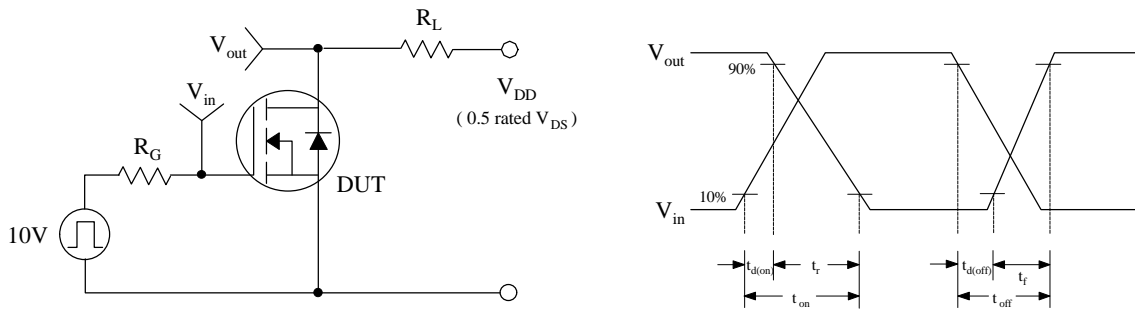 R_L
V_out
V_in
V_DD
( 0.5 rated V_DS )
R_G
DUT
10V
V_out
90%
10%
V_in
t_d(on)
t_r
t_on
t_d(off)
t_f
t_off